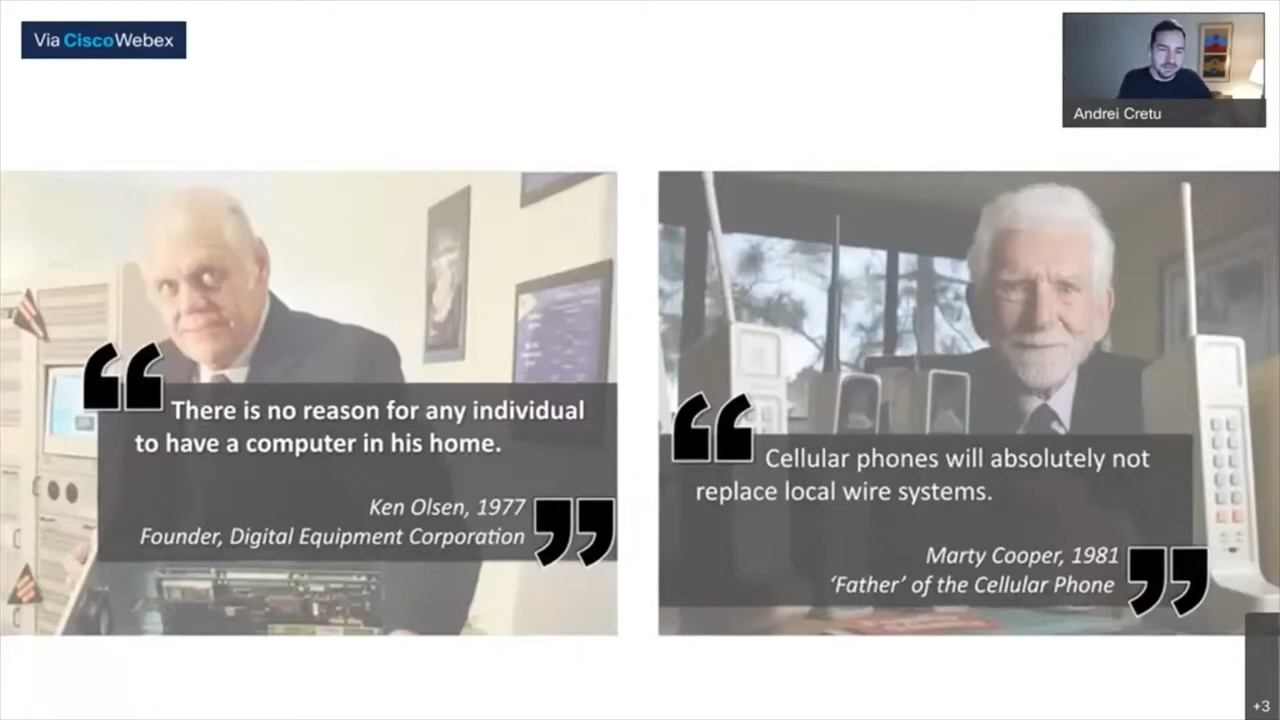 Via CiscoWebex
Andrei Cretu
“ There is no reason for any individual
to have a computer in his home.
Ken Olsen, 1977
Founder, Digital Equipment Corporation ”
“ Cellular phones will absolutely not
replace local wire systems.
Marty Cooper, 1981
‘Father’ of the Cellular Phone ”
+3